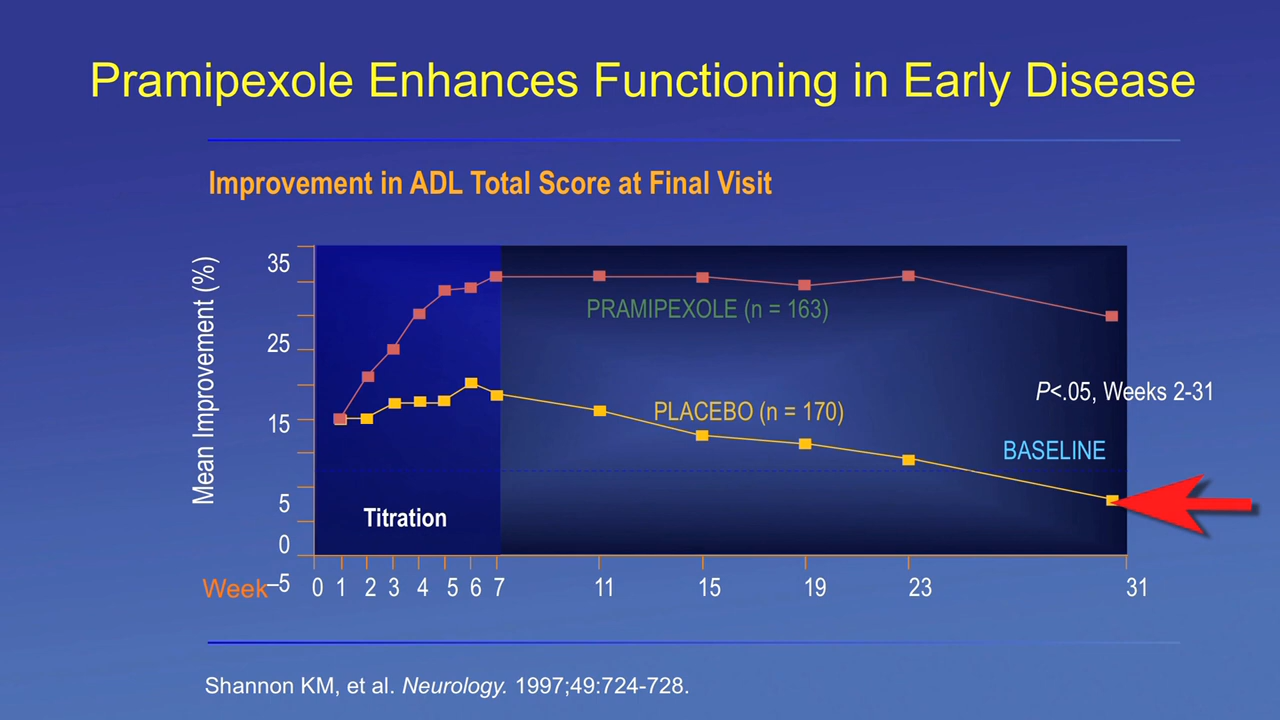 Pramipexole Enhances Functioning in Early Disease
Improvement in ADL Total Score at Final Visit
Mean Improvement (%)
35
25
15
5
0
–5
PRAMIPEXOLE (n = 163)
PLACEBO (n = 170)
P<.05, Weeks 2-31
BASELINE
Titration
Week
0 1 2 3 4 5 6 7 11 15 19 23 31
Shannon KM, et al. Neurology. 1997;49:724-728.